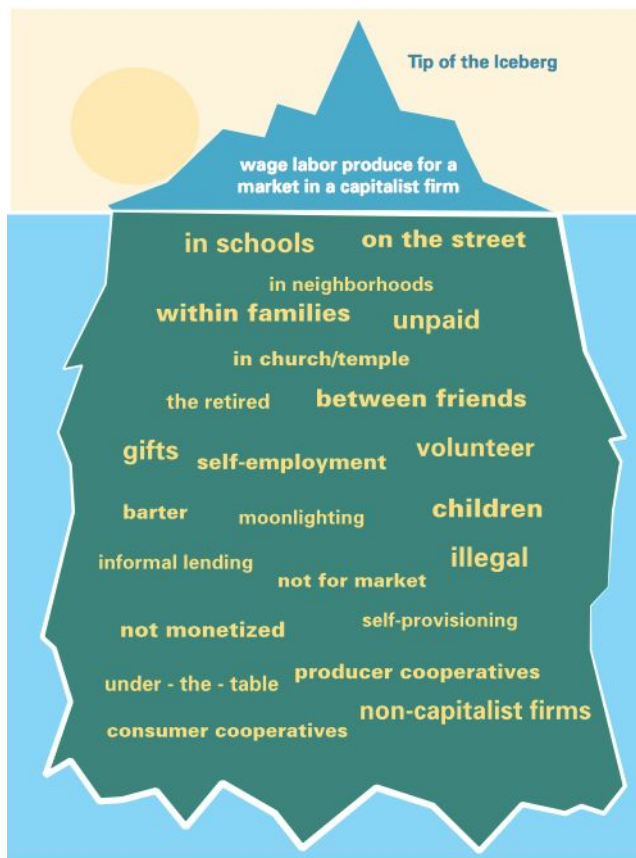 Tip of the Iceberg
wage labor produce for a
market in a capitalist firm
in schools
on the street
in neighborhoods
within families
unpaid
in church/temple
the retired
between friends
gifts
self-employment
volunteer
barter
moonlighting
children
informal lending
not for market
illegal
not monetized
self-provisioning
under - the - table
producer cooperatives
consumer cooperatives
non-capitalist firms